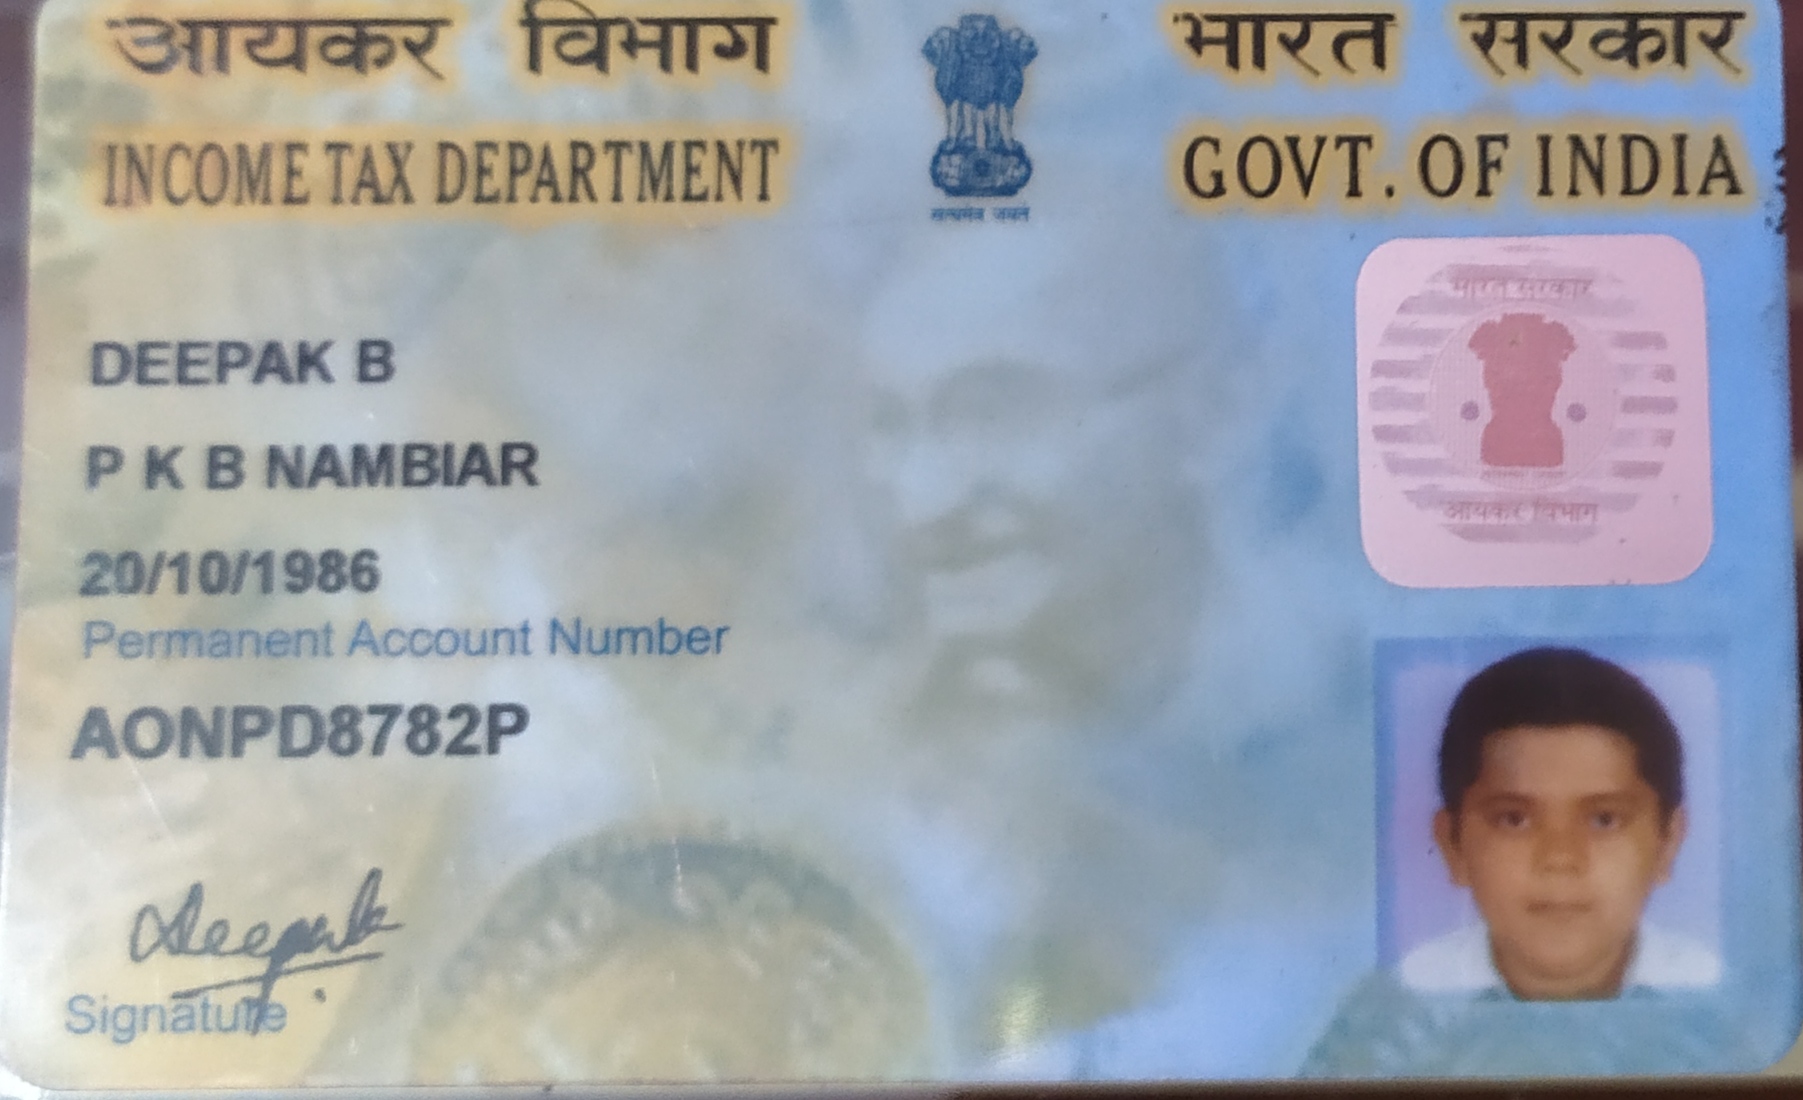 आयकर विभाग
INCOME TAX DEPARTMENT
सत्यमेव जयते
भारत सरकार
GOVT. OF INDIA
भारत सरकार
आयकर विभाग
DEEPAK B
P K B NAMBIAR
20/10/1986
Permanent Account Number
AONPD8782P
Deepak
Signature